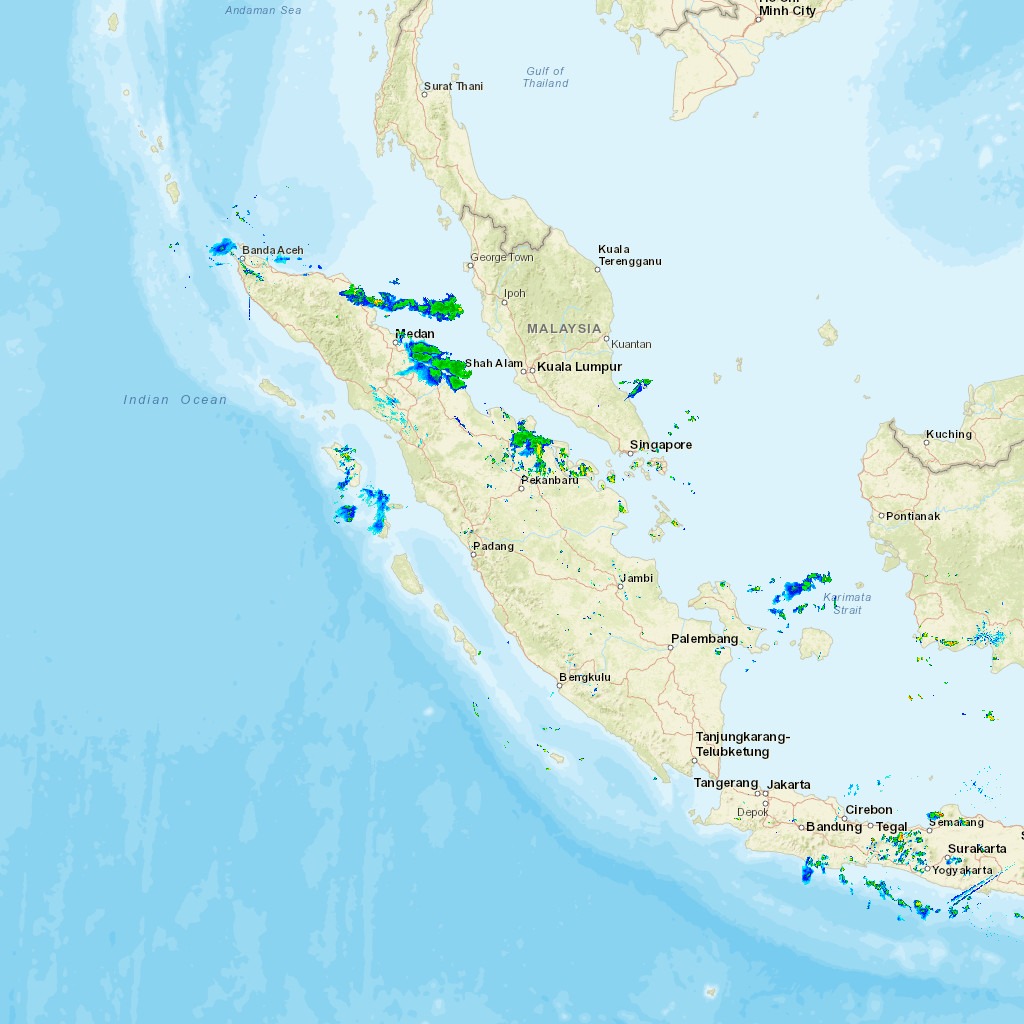 Andaman Sea
Minh City
Gulf of
Thailand
Surat Thani
Banda Aceh
George Town
Kuala
Terengganu
Ipoh
MALAYSIA
Medan
Kuantan
Shah Alam
Kuala Lumpur
Indian Ocean
Singapore
Kuching
Pekanbaru
Pontianak
Padang
Jambi
Karimata
Strait
Palembang
Bengkulu
Tanjungkarang-
Telubketung
Tangerang
Jakarta
Depok
Cirebon
Bandung
Tegal
Semarang
Surakarta
Yogyakarta